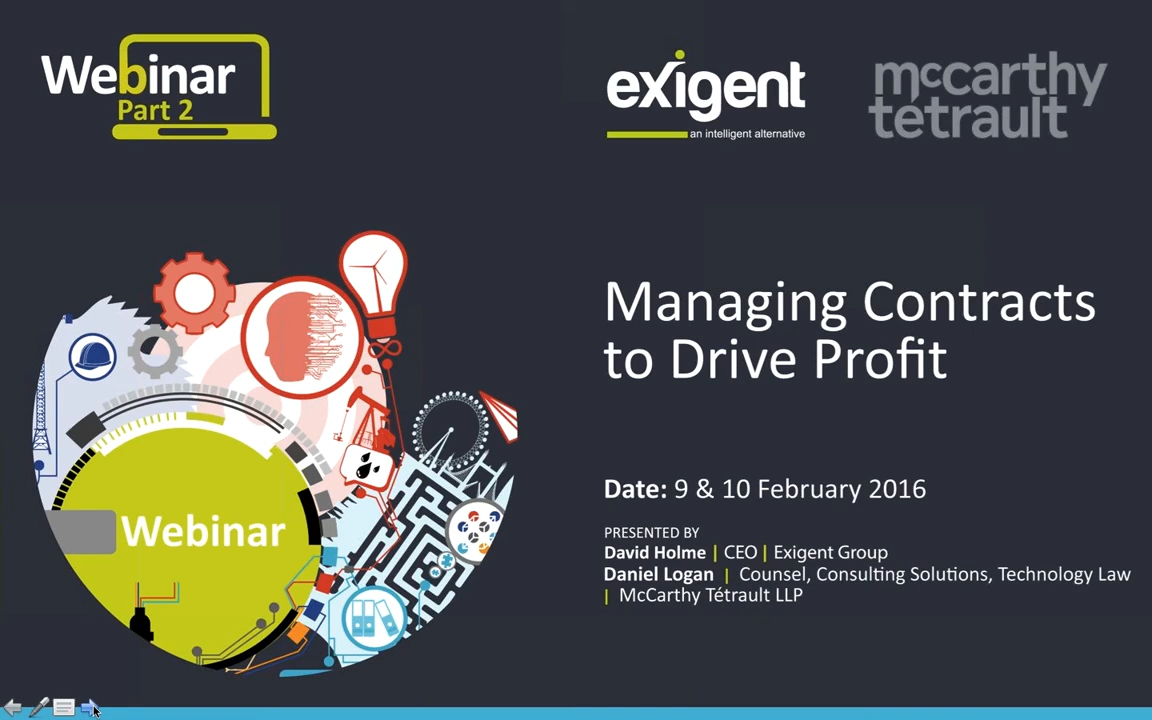 Webinar
Part 2
exigent
an intelligent alternative
mccarthy
tetrault
Managing Contracts
to Drive Profit
Webinar
Date: 9 & 10 February 2016
PRESENTED BY
David Holme | CEO | Exigent Group
Daniel Logan | Counsel, Consulting Solutions, Technology Law
| McCarthy Tétrault LLP